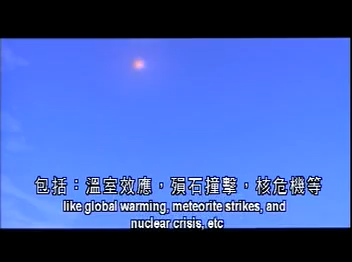 包括：溫室效應，殞石撞擊，核危機等
like global warming, meteorite strikes, and
nuclear crisis, etc